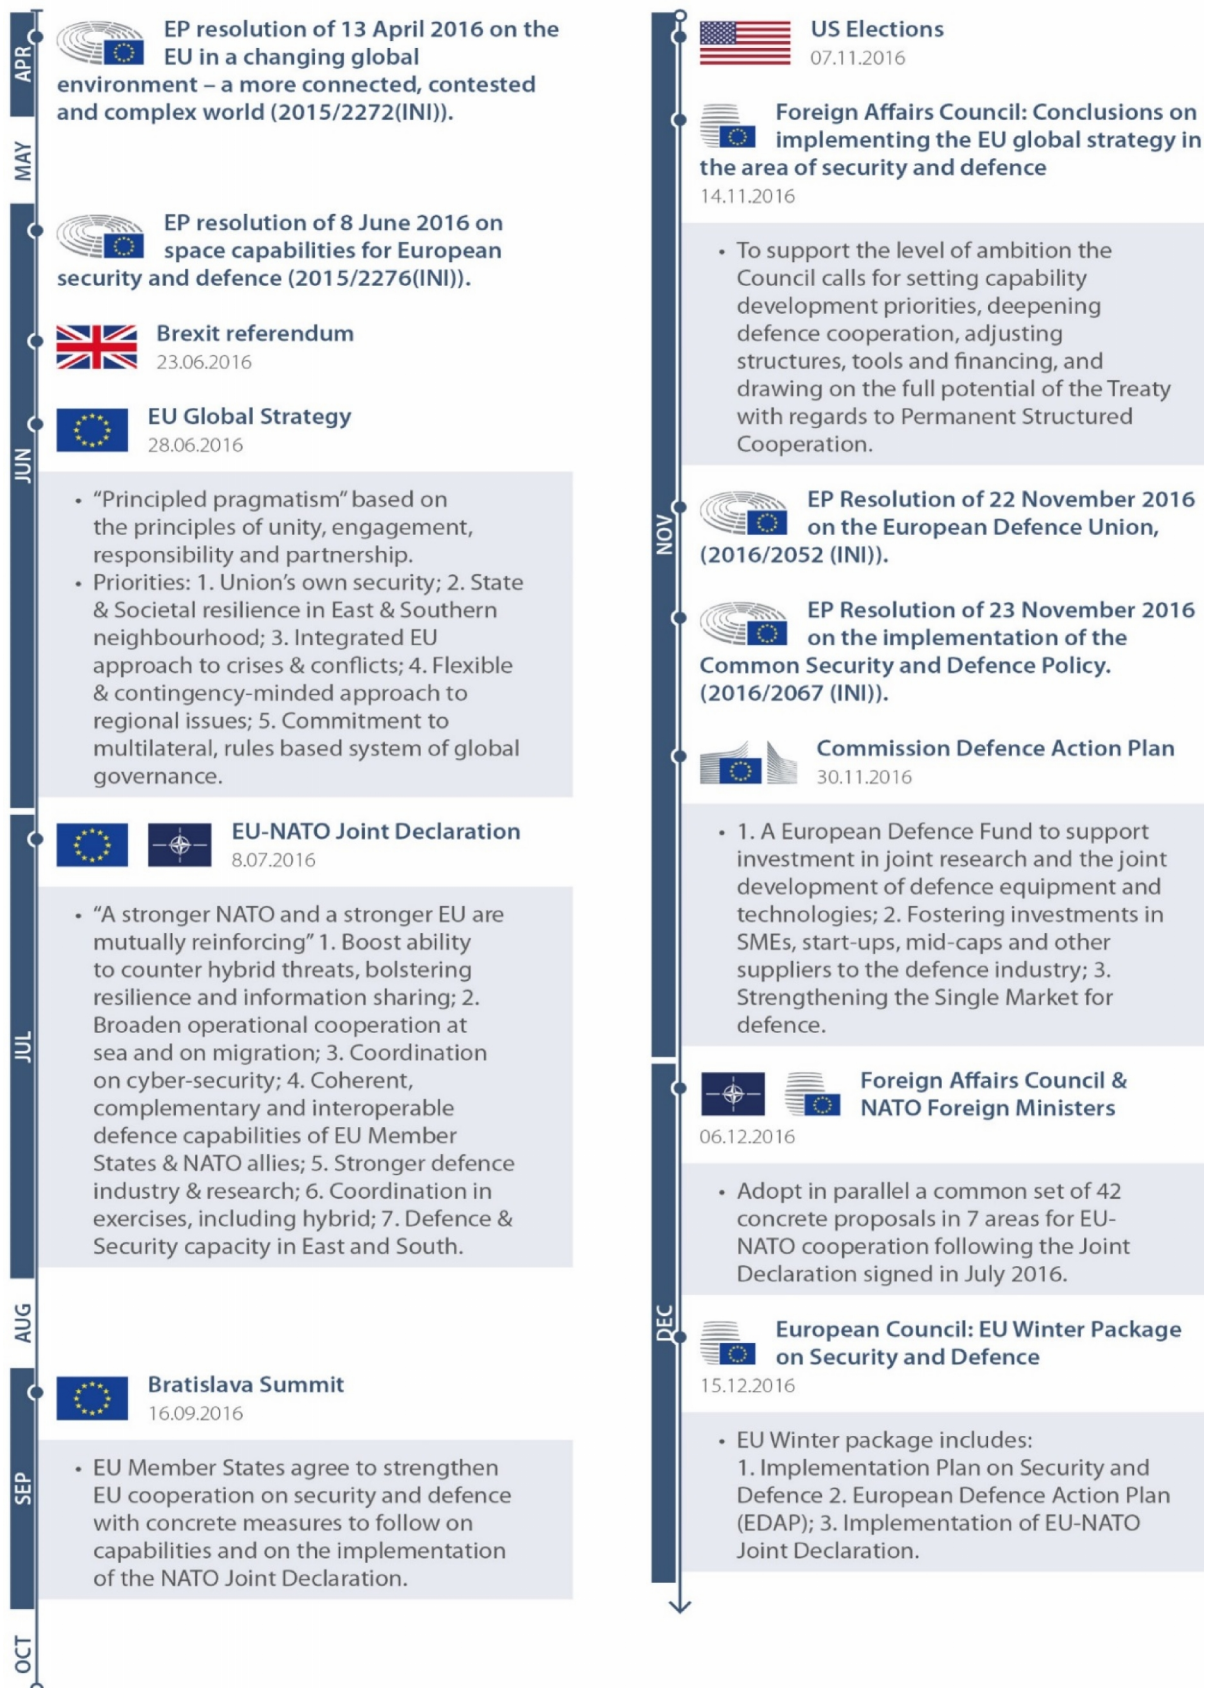 APR
EP resolution of 13 April 2016 on the
EU in a changing global
environment – a more connected, contested
and complex world (2015/2272(INI)).
MAY
JUN
EP resolution of 8 June 2016 on
space capabilities for European
security and defence (2015/2276(INI)).
Brexit referendum
23.06.2016
EU Global Strategy
28.06.2016
• “Principled pragmatism” based on
the principles of unity, engagement,
responsibility and partnership.
• Priorities: 1. Union’s own security; 2. State
& Societal resilience in East & Southern
neighbourhood; 3. Integrated EU
approach to crises & conflicts; 4. Flexible
& contingency-minded approach to
regional issues; 5. Commitment to
multilateral, rules based system of global
governance.
JUL
EU-NATO Joint Declaration
8.07.2016
• “A stronger NATO and a stronger EU are
mutually reinforcing” 1. Boost ability
to counter hybrid threats, bolstering
resilience and information sharing; 2.
Broaden operational cooperation at
sea and on migration; 3. Coordination
on cyber-security; 4. Coherent,
complementary and interoperable
defence capabilities of EU Member
States & NATO allies; 5. Stronger defence
industry & research; 6. Coordination in
exercises, including hybrid; 7. Defence &
Security capacity in East and South.
AUG
SEP
Bratislava Summit
16.09.2016
• EU Member States agree to strengthen
EU cooperation on security and defence
with concrete measures to follow on
capabilities and on the implementation
of the NATO Joint Declaration.
OCT
NOV
US Elections
07.11.2016
Foreign Affairs Council: Conclusions on
implementing the EU global strategy in
the area of security and defence
14.11.2016
• To support the level of ambition the
Council calls for setting capability
development priorities, deepening
defence cooperation, adjusting
structures, tools and financing, and
drawing on the full potential of the Treaty
with regards to Permanent Structured
Cooperation.
EP Resolution of 22 November 2016
on the European Defence Union,
(2016/2052 (INI)).
EP Resolution of 23 November 2016
on the implementation of the
Common Security and Defence Policy.
(2016/2067 (INI)).
Commission Defence Action Plan
30.11.2016
• 1. A European Defence Fund to support
investment in joint research and the joint
development of defence equipment and
technologies; 2. Fostering investments in
SMEs, start-ups, mid-caps and other
suppliers to the defence industry; 3.
Strengthening the Single Market for
defence.
DEC
Foreign Affairs Council &
NATO Foreign Ministers
06.12.2016
• Adopt in parallel a common set of 42
concrete proposals in 7 areas for EU-
NATO cooperation following the Joint
Declaration signed in July 2016.
European Council: EU Winter Package
on Security and Defence
15.12.2016
• EU Winter package includes:
1. Implementation Plan on Security and
Defence 2. European Defence Action Plan
(EDAP); 3. Implementation of EU-NATO
Joint Declaration.